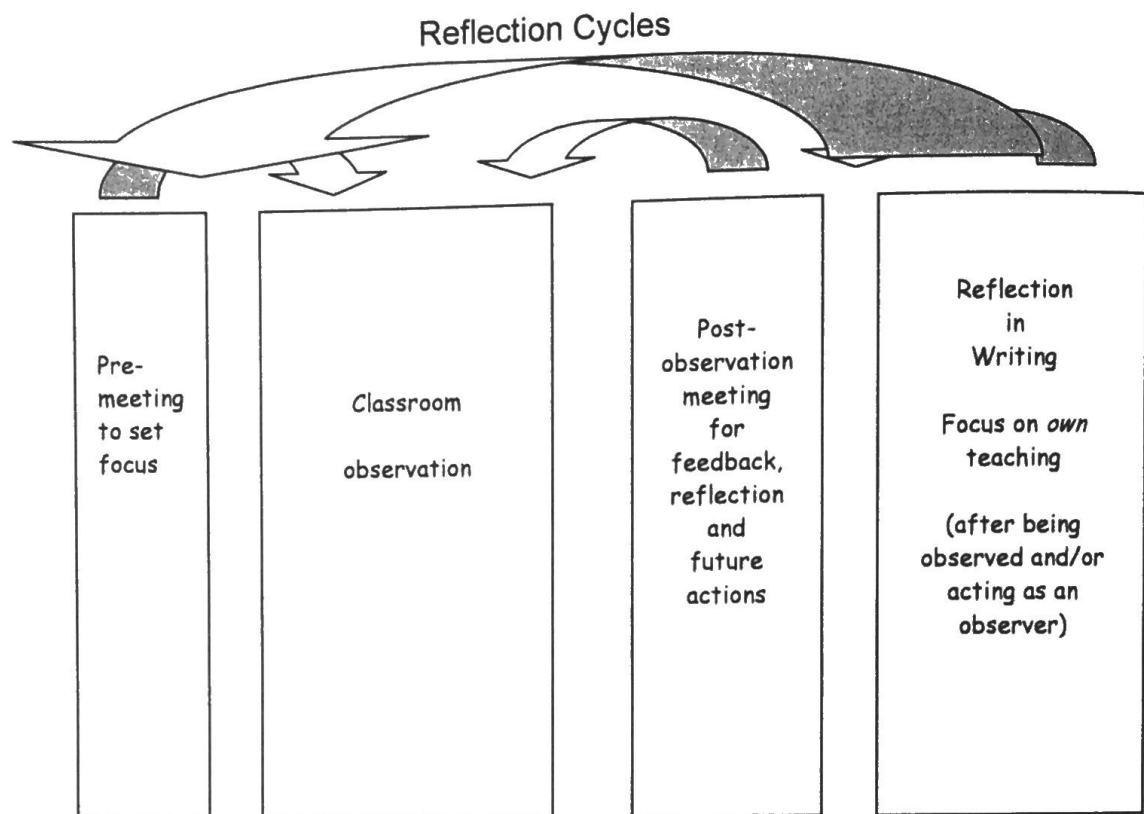 Reflection Cycles
Pre-
meeting
to set
focus
Classroom
observation
Post-
observation
meeting
for
feedback,
reflection
and
future
actions
Reflection
in
Writing
Focus on own
teaching
(after being
observed and/or
acting as an
observer)